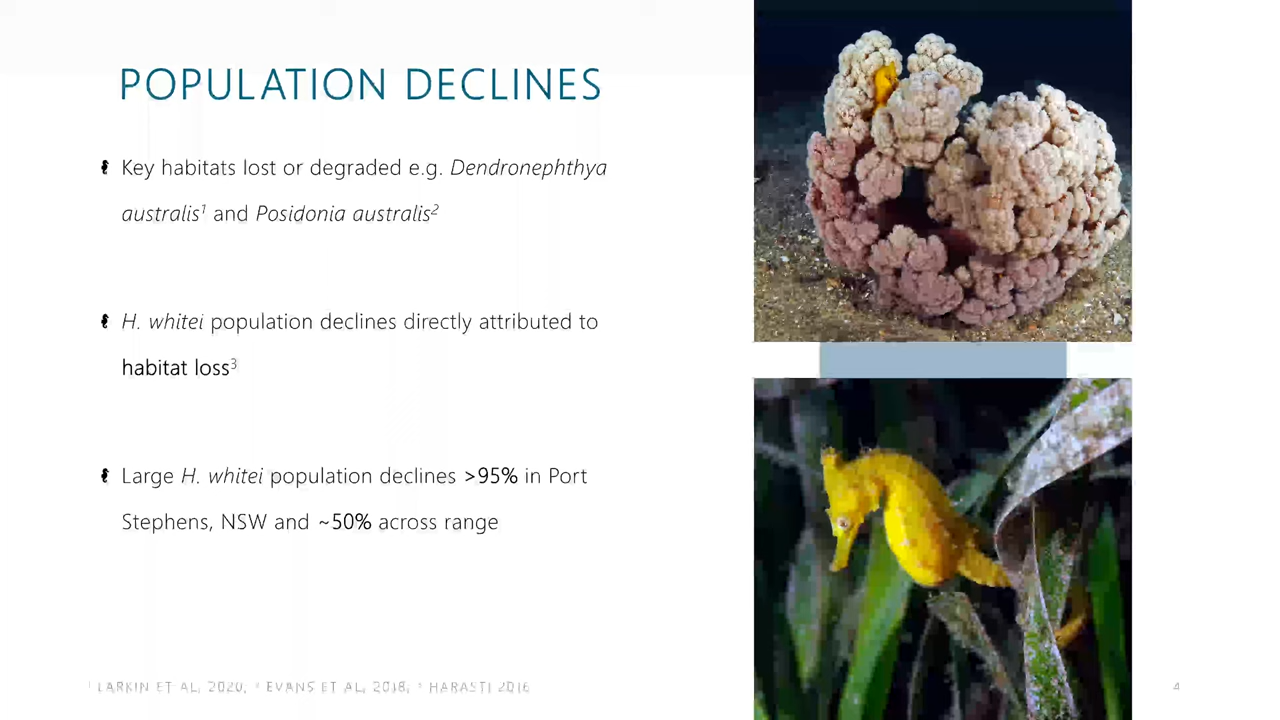 POPULATION DECLINES
Key habitats lost or degraded e.g. Dendronephthya
australis¹ and Posidonia australis²
H. whitei population declines directly attributed to
habitat loss³
Large H. whitei population declines >95% in Port
Stephens, NSW and ~50% across range
¹ LARKIN ET AL, 2020, ² EVANS ET AL, 2018, ³ HARASTI 2016
4